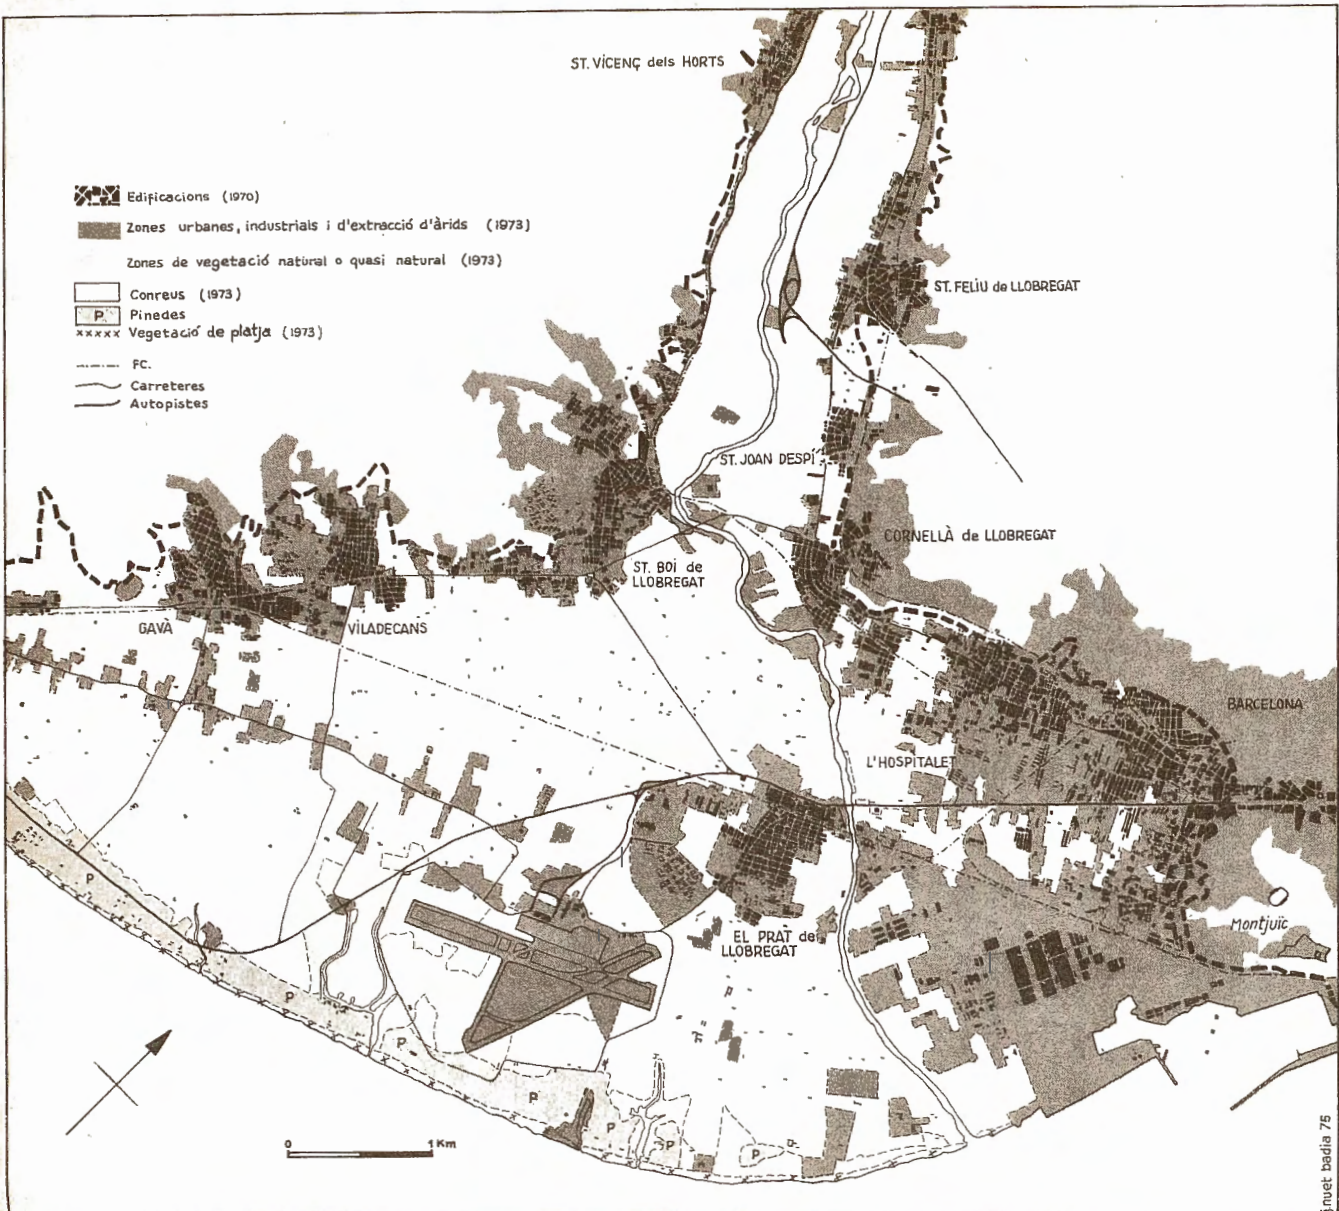 ST. VICENÇ dels HORTS
Edificacions (1970)
Zones urbanes, industrials i d'extracció d'àrids (1973)
Zones de vegetació natural o quasi natural (1973)
Conreus (1973)
P Pinedes
xxxxx Vegetació de platja (1973)
FC.
Carreteres
Autopistes
ST. FELIU de LLOBREGAT
ST. JOAN DESPÍ
CORNELLÀ de LLOBREGAT
ST. BOI de
LLOBREGAT
GAVÀ
VILADECANS
BARCELONA
L'HOSPITALET
P
EL PRAT de
LLOBREGAT
Montjuïc
P
P
P
P
P
P
0 1 Km
nuet badia 75